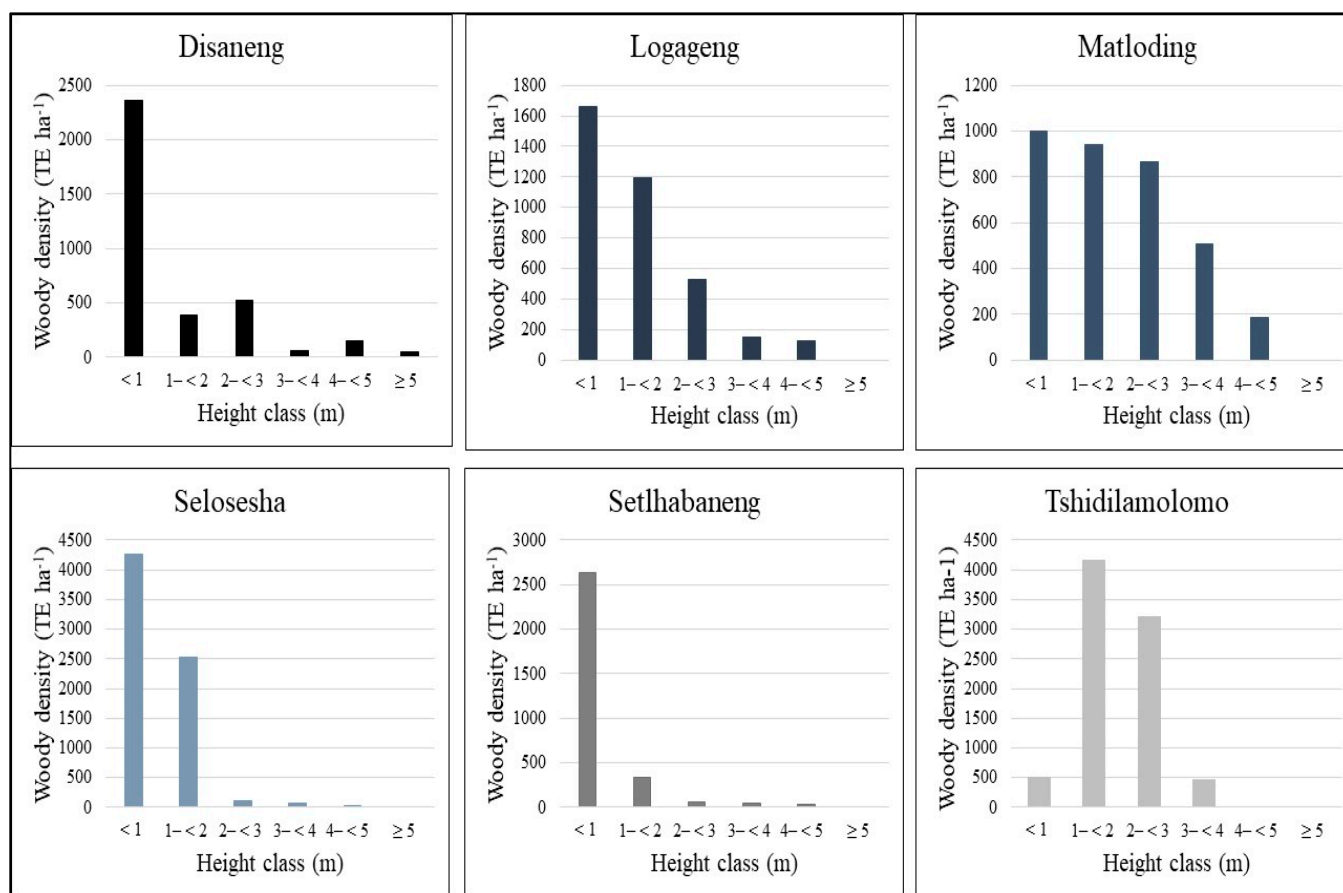 Disaneng
Woody density (TE ha⁻¹)
2500
2000
1500
1000
500
0
< 1 1– < 2 2– < 3 3– < 4 4– < 5 ≥ 5
Height class (m)
Logageng
Woody density (TE ha⁻¹)
1800
1600
1400
1200
1000
800
600
400
200
0
< 1 1– < 2 2– < 3 3– < 4 4– < 5 ≥ 5
Height class (m)
Matloding
Woody density (TE ha⁻¹)
1200
1000
800
600
400
200
0
< 1 1– < 2 2– < 3 3– < 4 4– < 5 ≥ 5
Height class (m)
Selosesha
Woody density (TE ha⁻¹)
4500
4000
3500
3000
2500
2000
1500
1000
500
0
< 1 1– < 2 2– < 3 3– < 4 4– < 5 ≥ 5
Height class (m)
Setlhabaneng
Woody density (TE ha⁻¹)
3000
2500
2000
1500
1000
500
0
< 1 1– < 2 2– < 3 3– < 4 4– < 5 ≥ 5
Height class (m)
Tshidilamolomo
Woody density (TE ha-1)
4500
4000
3500
3000
2500
2000
1500
1000
500
0
< 1 1– < 2 2– < 3 3– < 4 4– < 5 ≥ 5
Height class (m)